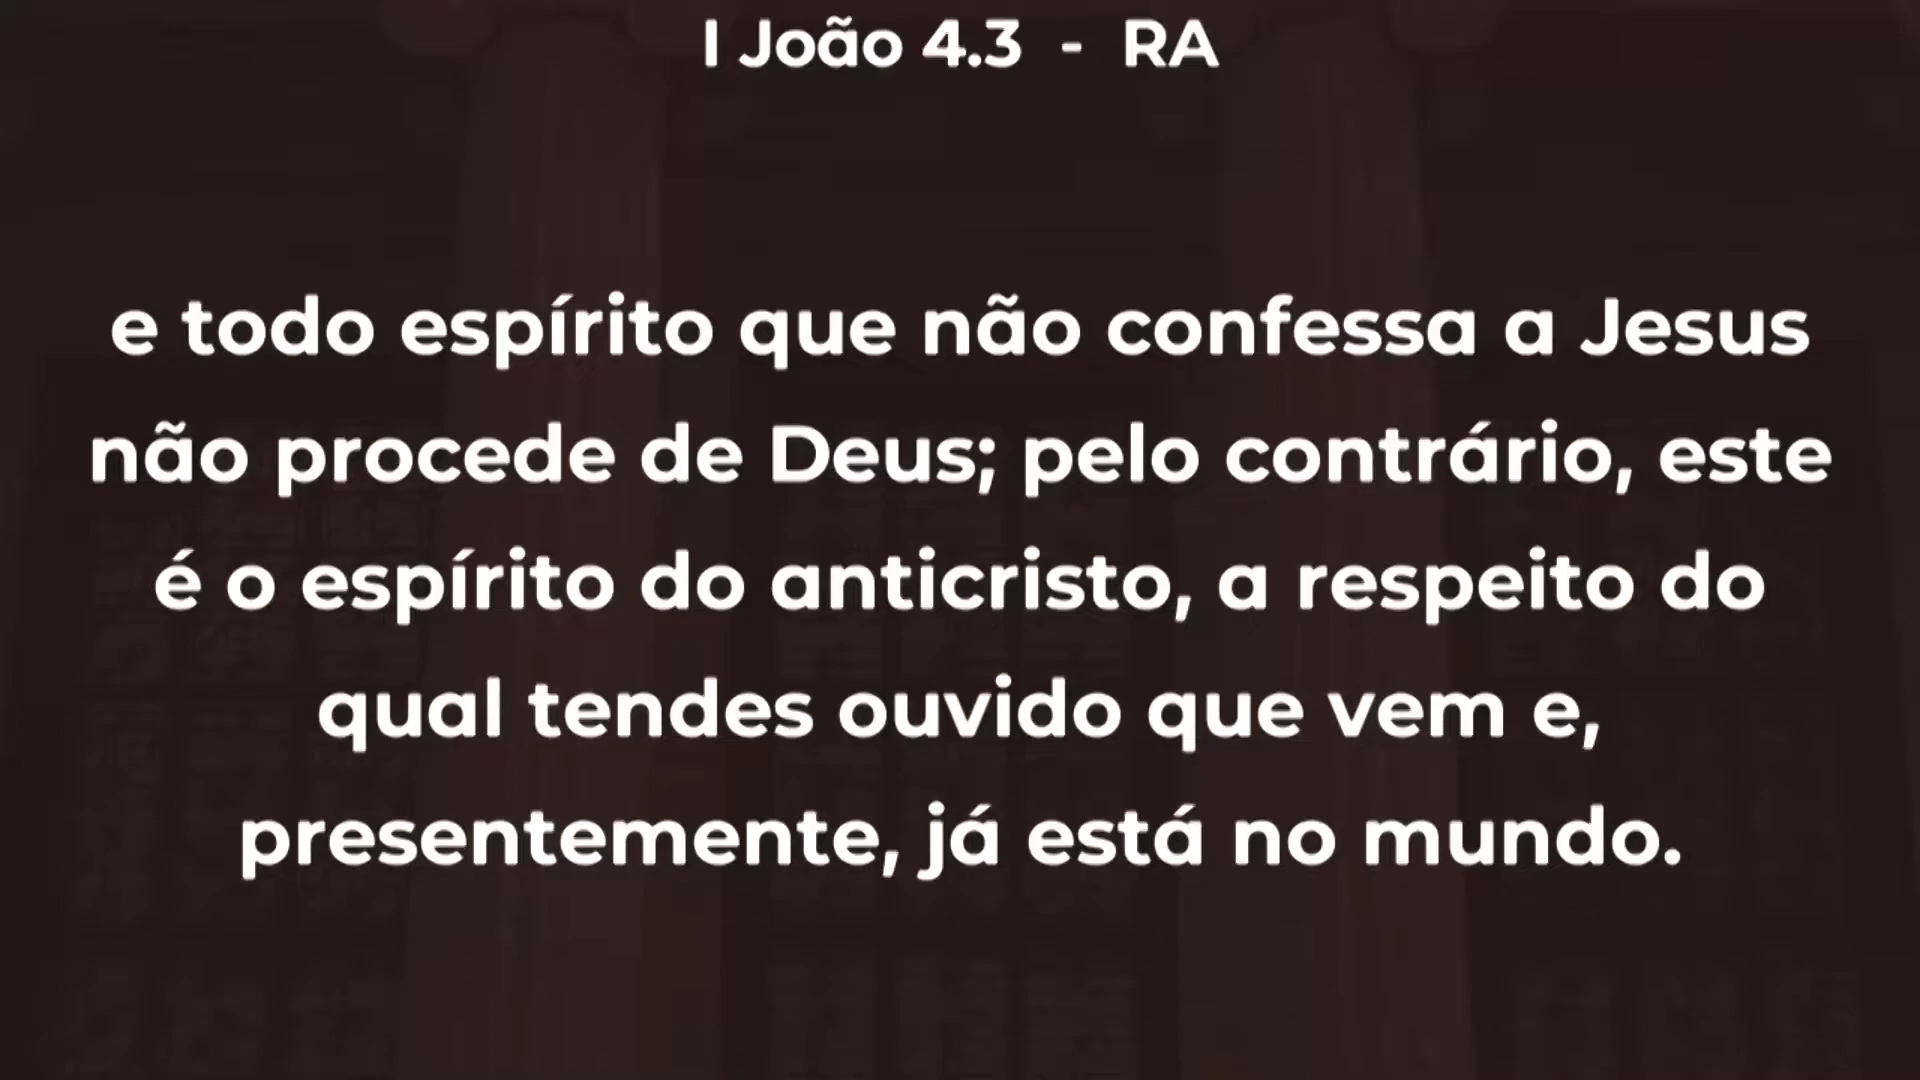 I João 4.3 - RA
e todo espírito que não confessa a Jesus
não procede de Deus; pelo contrário, este
é o espírito do anticristo, a respeito do
qual tendes ouvido que vem e,
presentemente, já está no mundo.